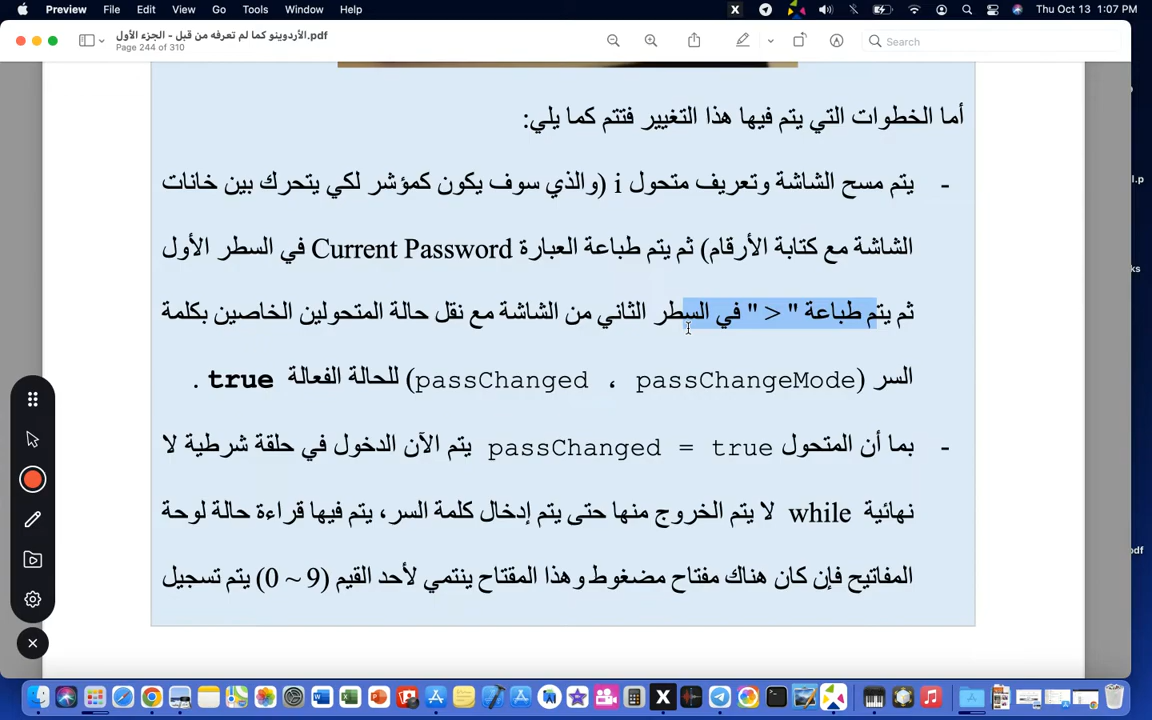 Preview File Edit View Go Tools Window Help
Thu Oct 13 1:07 PM
الأردوينو كما لم تعرفه من قبل - الجزء الأول.pdf
Page 244 of 310
Search
أما الخطوات التي يتم فيها هذا التغيير فتتم كما يلي:
- يتم مسح الشاشة وتعريف متحول i (والذي سوف يكون كمؤشر لكي يتحرك بين خانات
الشاشة مع كتابة الأرقام) ثم يتم طباعة العبارة Current Password في السطر الأول
ثم يتم طباعة " < " في السطر الثاني من الشاشة مع نقل حالة المتحولين الخاصين بكلمة
السر (passChangeMode ، passChanged) للحالة الفعالة true .
- بما أن المتحول passChanged = true يتم الآن الدخول في حلقة شرطية لا
نهائية while لا يتم الخروج منها حتى يتم إدخال كلمة السر، يتم فيها قراءة حالة لوحة
المفاتيح فإن كان هناك مفتاح مضغوط وهذا المقتاح ينتمي لأحد القيم (9 ~ 0) يتم تسجيل
l.p
ks
pdf